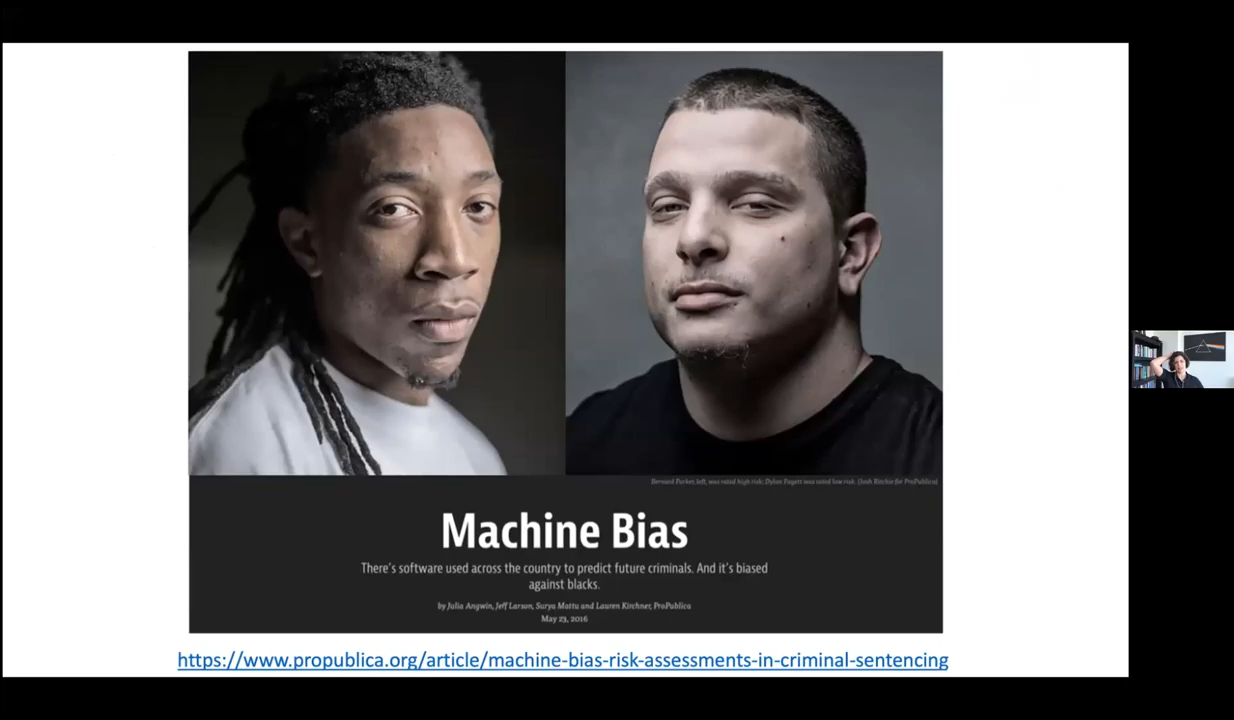 Bernard Parker, left, was rated high risk; Dylan Fugett was rated low risk. (Josh Ritchie for ProPublica)
Machine Bias
There's software used across the country to predict future criminals. And it's biased
against blacks.
by Julia Angwin, Jeff Larson, Surya Mattu and Lauren Kirchner, ProPublica
May 23, 2016
https://www.propublica.org/article/machine-bias-risk-assessments-in-criminal-sentencing